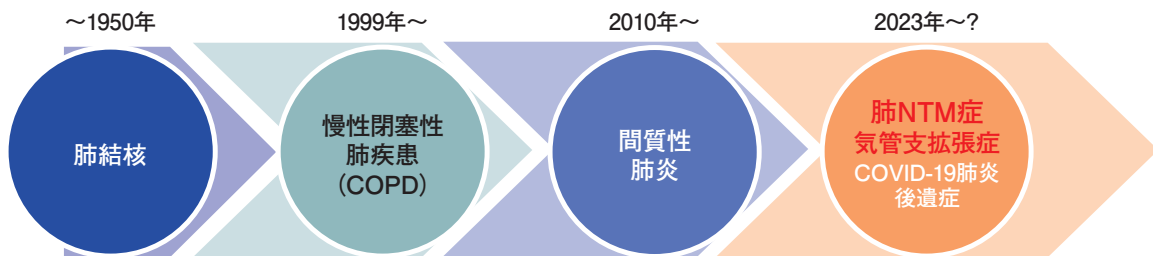 ～1950年
1999年～
2010年～
2023年～?
肺結核
慢性閉塞性
肺疾患
（COPD）
間質性
肺炎
肺NTM症
気管支拡張症
COVID-19肺炎
後遺症